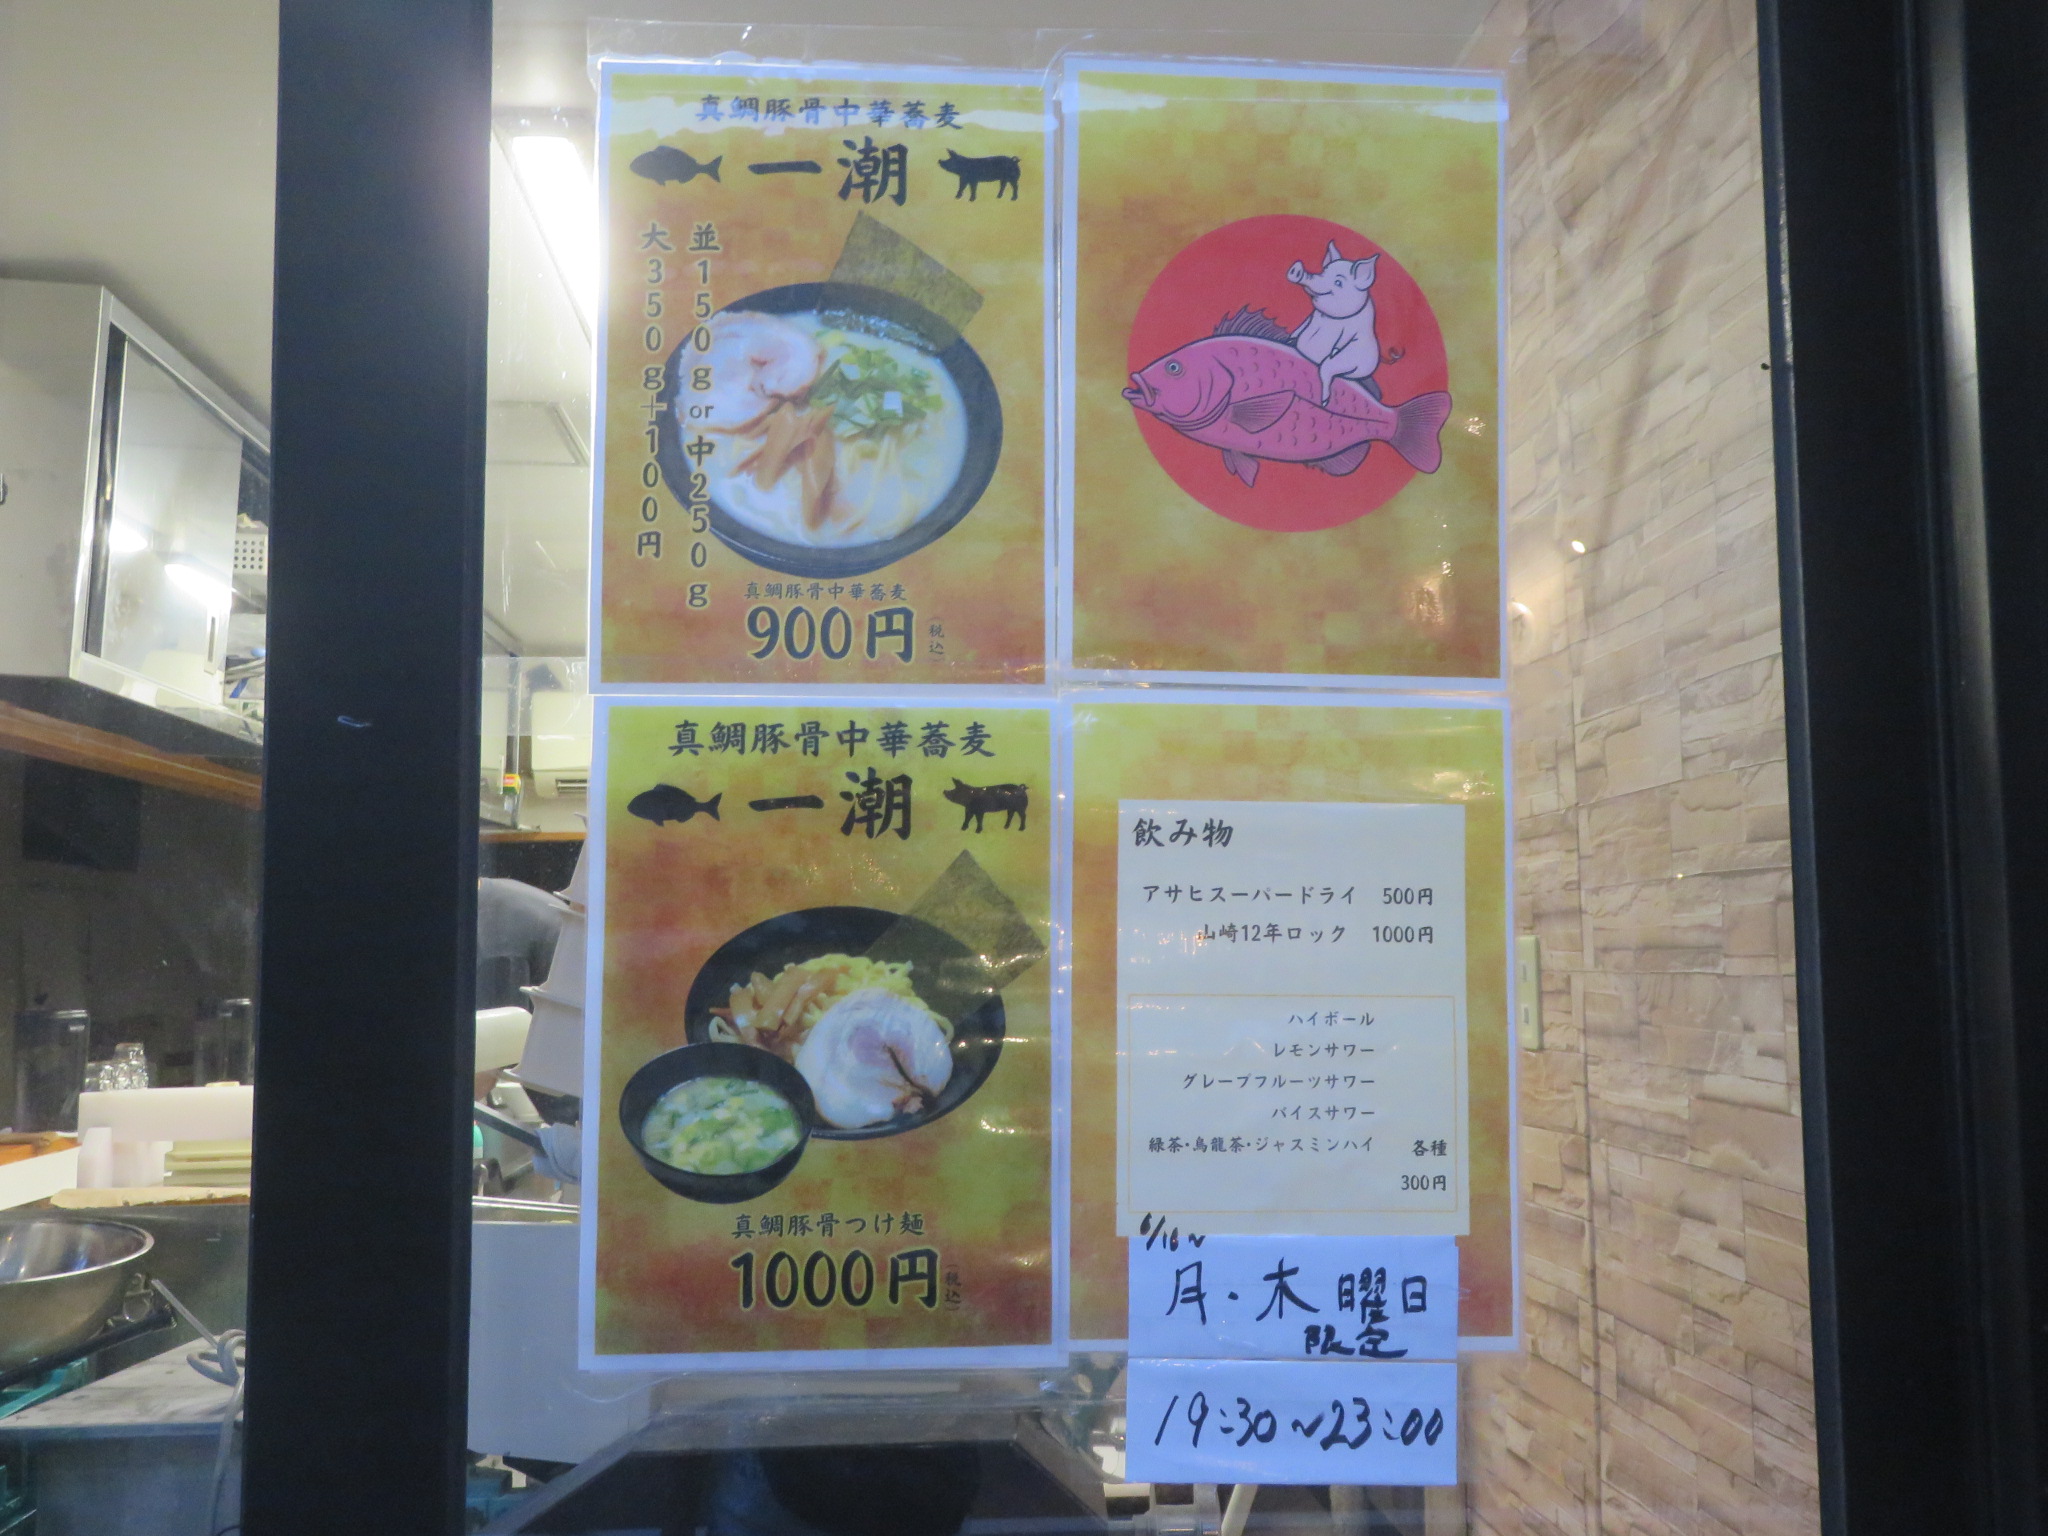 真鯛豚骨中華蕎麦
一潮
並150gor中250g
大350g+100円
真鯛豚骨中華蕎麦
900円(税込)
真鯛豚骨中華蕎麦
一潮
真鯛豚骨つけ麺
1000円(税込)
飲み物
アサヒスーパードライ 500円
山崎12年ロック 1000円
ハイボール
レモンサワー
グレープフルーツサワー
バイスサワー
緑茶・烏龍茶・ジャスミンハイ 各種
300円
6/16~
月・木曜日
限定
19:30~23:00